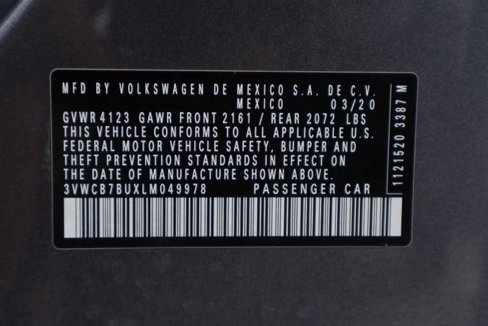 MFD BY VOLKSWAGEN DE MEXICO S.A. DE C.V.
MEXICO 03/20
GVWR 4123 GAWR FRONT 2161 / REAR 2072 LBS
THIS VEHICLE CONFORMS TO ALL APPLICABLE U.S.
FEDERAL MOTOR VEHICLE SAFETY, BUMPER AND
THEFT PREVENTION STANDARDS IN EFFECT ON
THE DATE OF MANUFACTURE SHOWN ABOVE.
3VWCB7BUXLM049978 PASSENGER CAR
1121520 3387 M